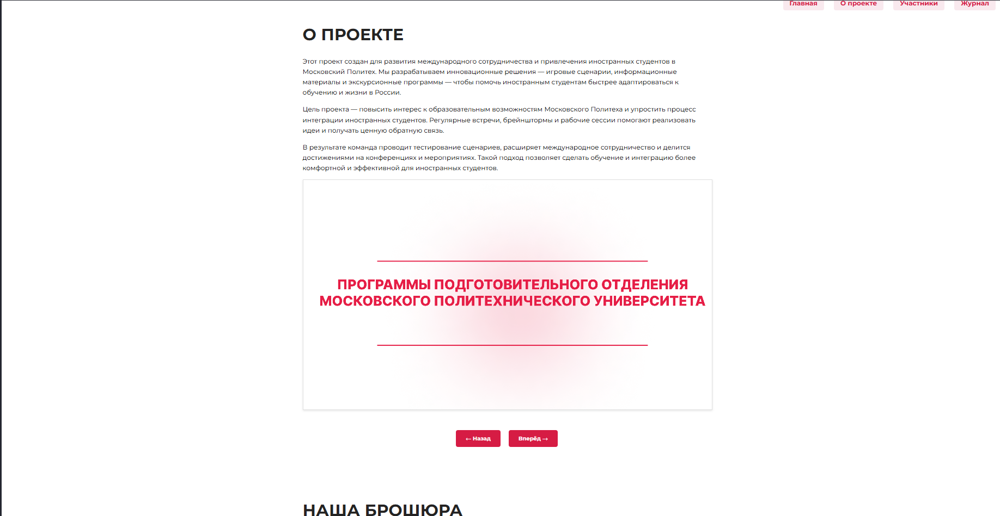 Главная О проекте Участники Журнал
О ПРОЕКТЕ
Этот проект создан для развития международного сотрудничества и привлечения иностранных студентов в
Московский Политех. Мы разрабатываем инновационные решения — игровые сценарии, информационные
материалы и экскурсионные программы — чтобы помочь иностранным студентам быстрее адаптироваться к
обучению и жизни в России.
Цель проекта — повысить интерес к образовательным возможностям Московского Политеха и упростить процесс
интеграции иностранных студентов. Регулярные встречи, брейнштормы и рабочие сессии помогают реализовать
идеи и получать ценную обратную связь.
В результате команда проводит тестирование сценариев, расширяет международное сотрудничество и делится
достижениями на конференциях и мероприятиях. Такой подход позволяет сделать обучение и интеграцию более
комфортной и эффективной для иностранных студентов.
ПРОГРАММЫ ПОДГОТОВИТЕЛЬНОГО ОТДЕЛЕНИЯ
МОСКОВСКОГО ПОЛИТЕХНИЧЕСКОГО УНИВЕРСИТЕТА
← Назад Вперёд →
НАША БРОШЮРА